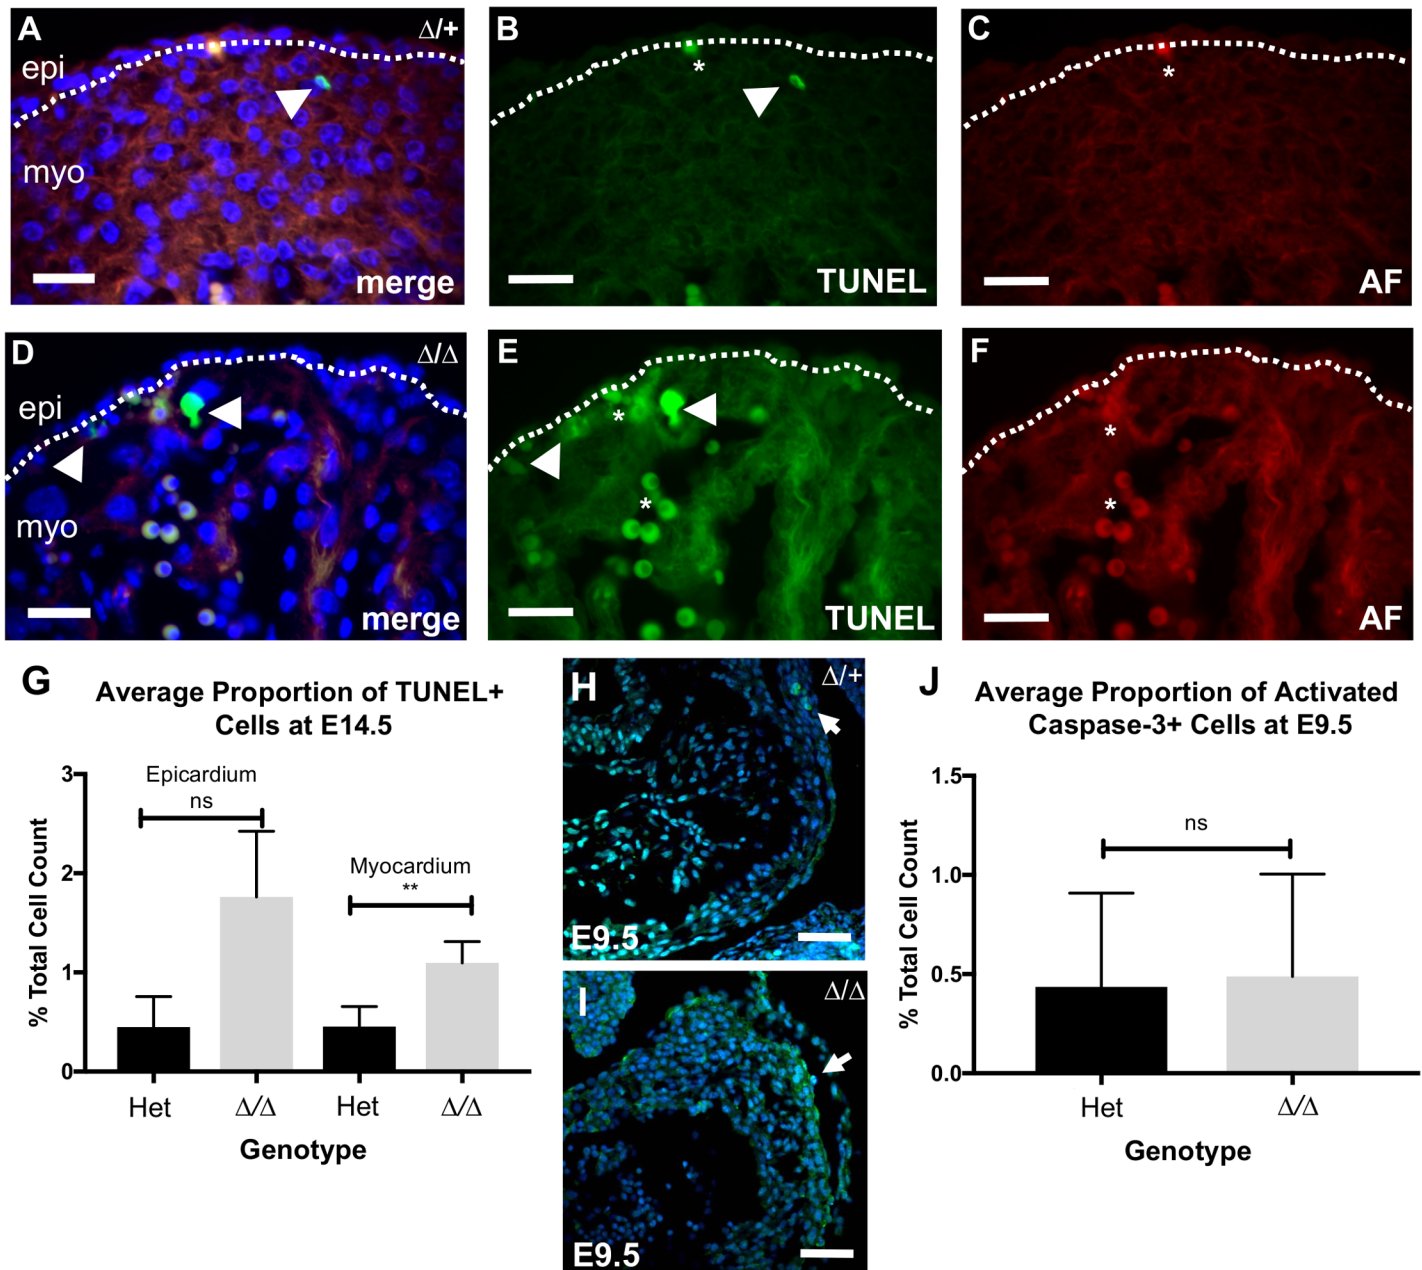 A
Δ/+
epi
myo
merge
B
*
TUNEL
C
*
AF
D
Δ/Δ
epi
myo
merge
E
*
*
TUNEL
F
*
*
AF
G
Average Proportion of TUNEL+
Cells at E14.5
% Total Cell Count
3
2
1
0
Epicardium
ns
Myocardium
**
Het
Δ/Δ
Het
Δ/Δ
Genotype
H
Δ/+
E9.5
I
Δ/Δ
E9.5
J
Average Proportion of Activated
Caspase-3+ Cells at E9.5
% Total Cell Count
1.5
1.0
0.5
0.0
ns
Het
Δ/Δ
Genotype